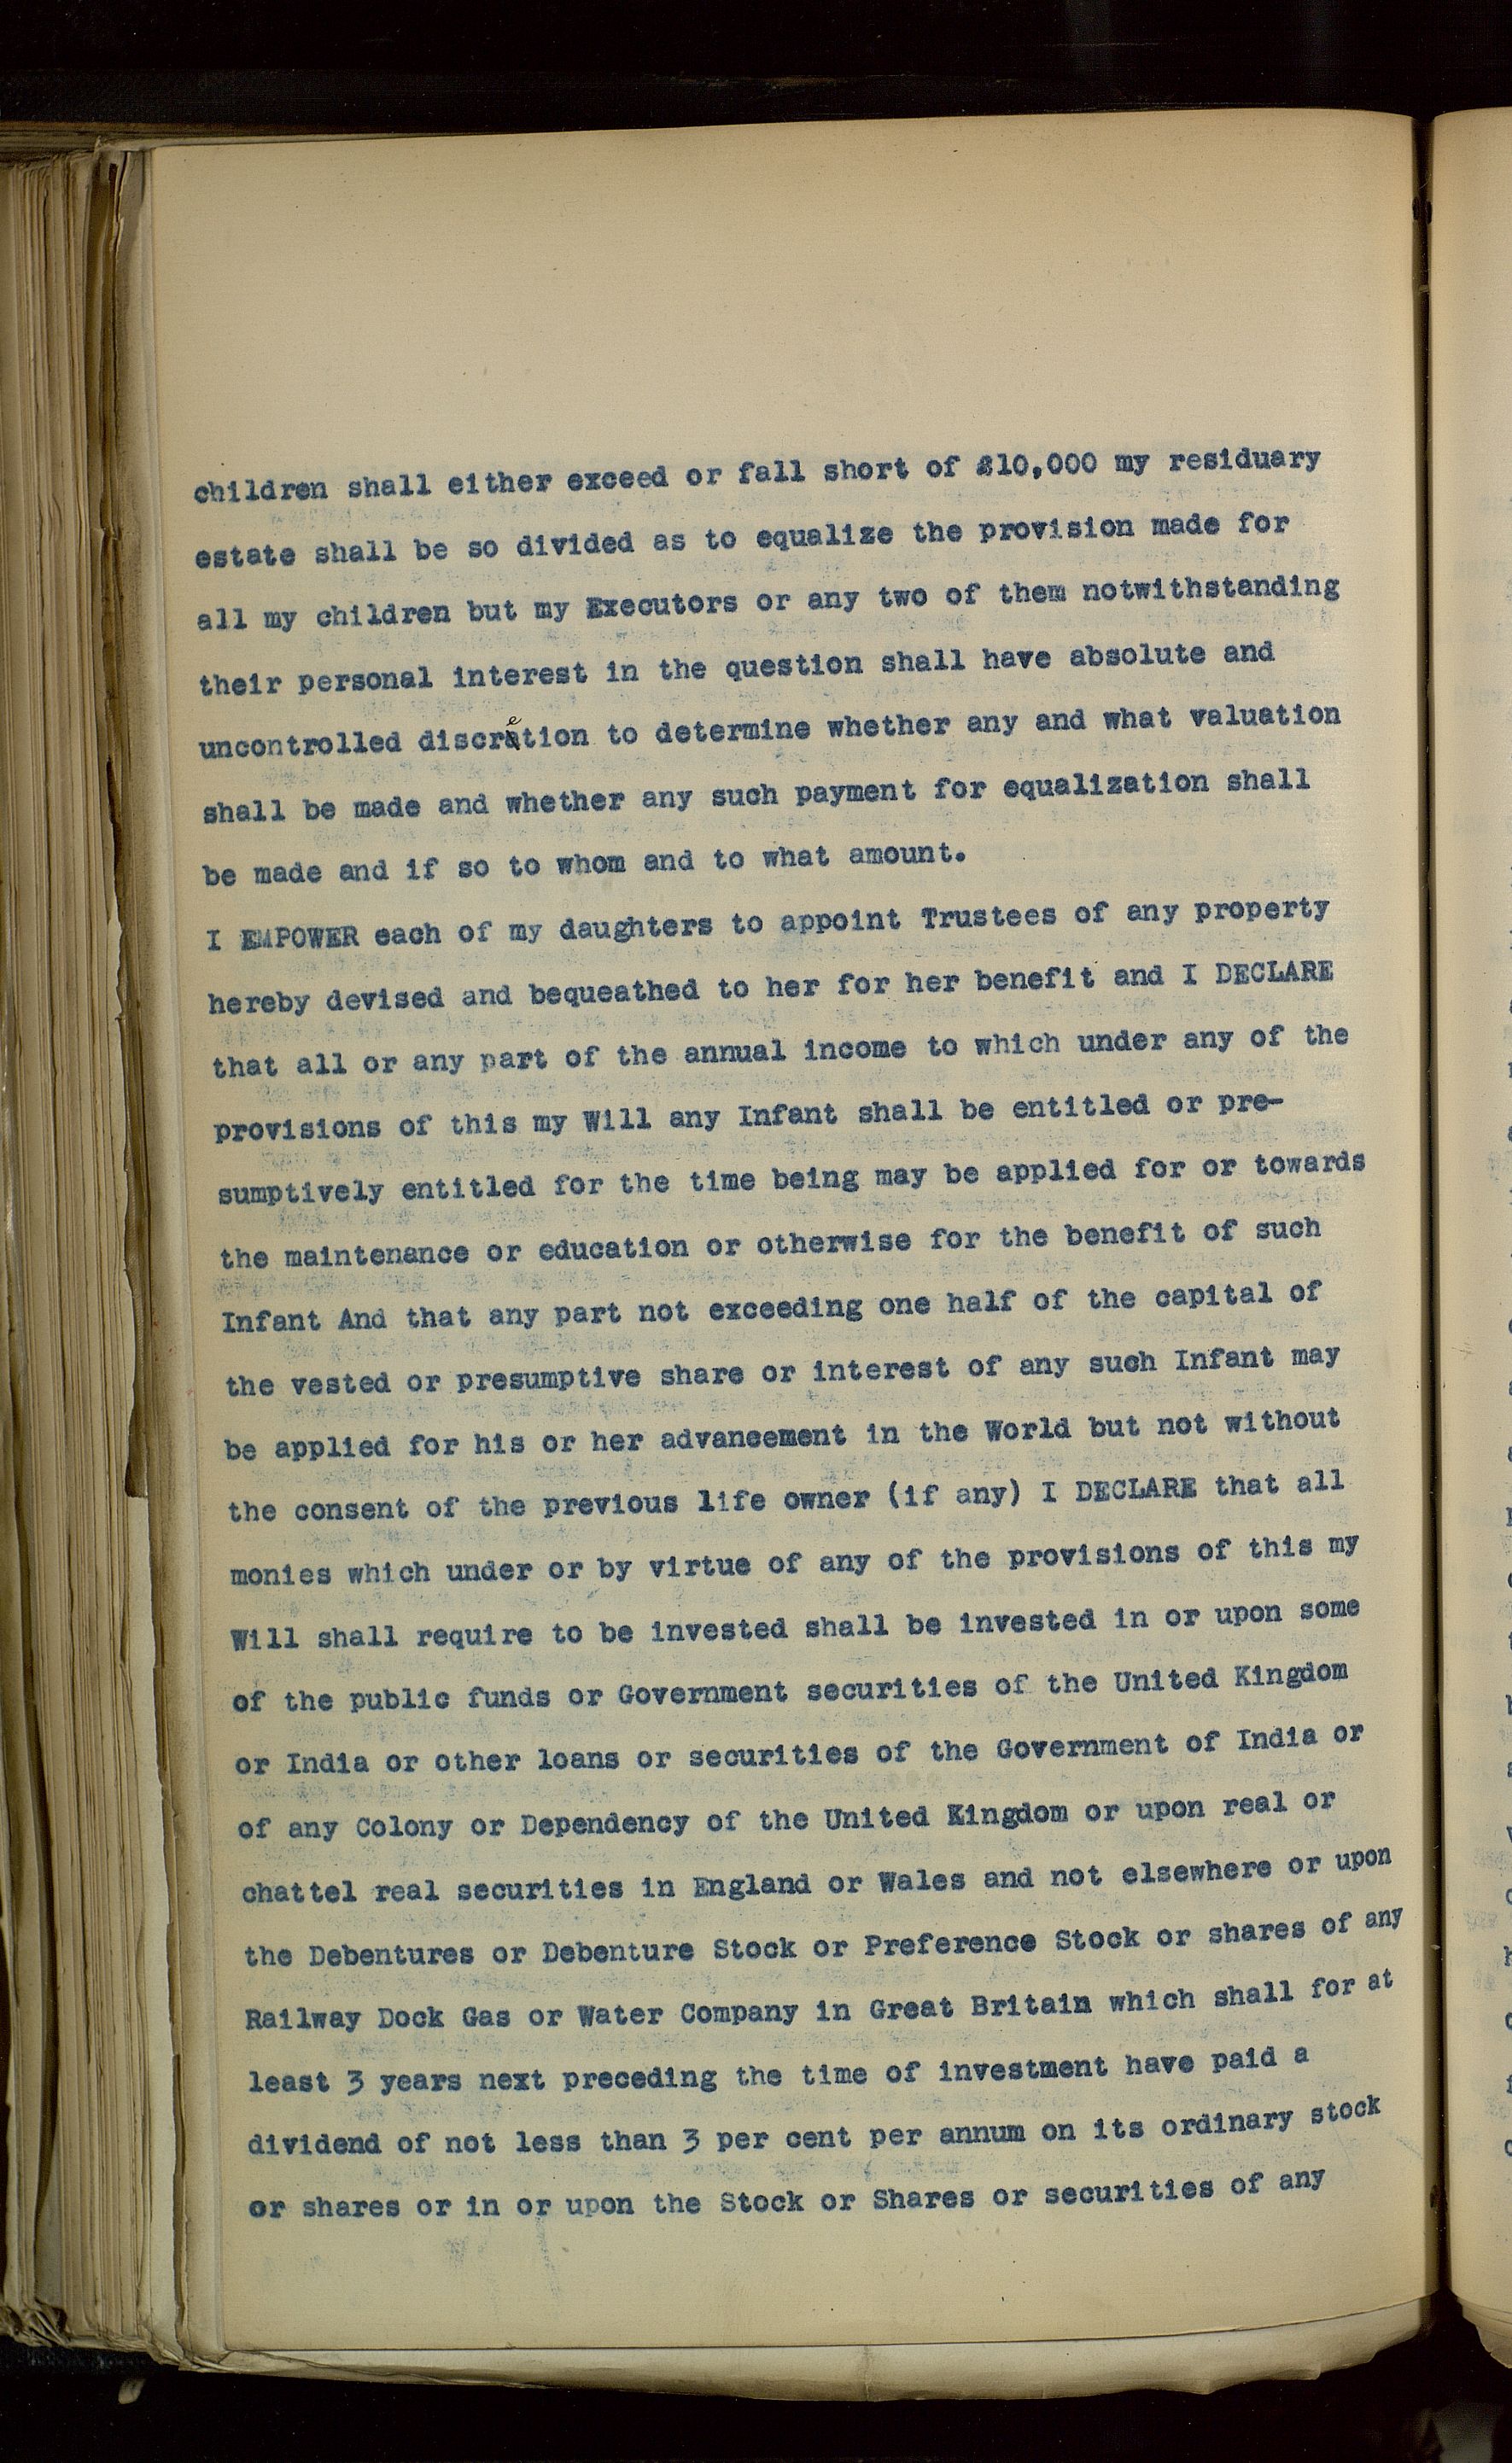 children shall either exceed or fall short of £10,000 my residuary
estate shall be so divided as to equalize the provision made for
all my children but my Executors or any two of them notwithstanding
their personal interest in the question shall have absolute and
uncontrolled discretion to determine whether any and what valuation
shall be made and whether any such payment for equalization shall
be made and if so to whom and to what amount.
I EMPOWER each of my daughters to appoint Trustees of any property
hereby devised and bequeathed to her for her benefit and I DECLARE
that all or any part of the annual income to which under any of the
provisions of this my Will any Infant shall be entitled or pre-
sumptively entitled for the time being may be applied for or towards
the maintenance or education or otherwise for the benefit of such
Infant And that any part not exceeding one half of the capital of
the vested or presumptive share or interest of any such Infant may
be applied for his or her advancement in the World but not without
the consent of the previous life owner (if any) I DECLARE that all
monies which under or by virtue of any of the provisions of this my
Will shall require to be invested shall be invested in or upon some
of the public funds or Government securities of the United Kingdom
or India or other loans or securities of the Government of India or
of any Colony or Dependency of the United Kingdom or upon real or
chattel real securities in England or Wales and not elsewhere or upon
the Debentures or Debenture Stock or Preference Stock or shares of any
Railway Dock Gas or Water Company in Great Britain which shall for at
least 3 years next preceding the time of investment have paid a
dividend of not less than 3 per cent per annum on its ordinary stock
or shares or in or upon the Stock or Shares or securities of any